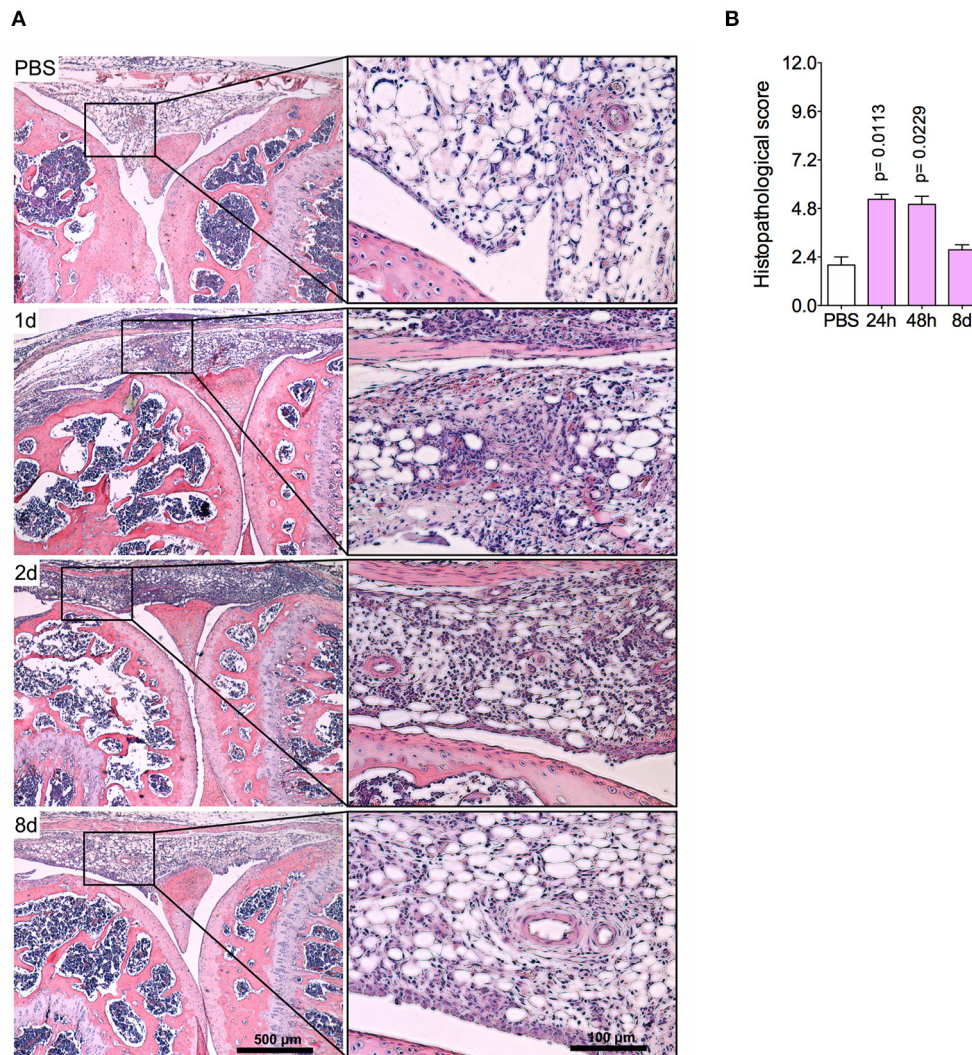 A
PBS
1d
2d
8d
500 µm
100 µm
B
Histopathological score
12.0
9.6
7.2
4.8
2.4
0.0
p= 0.0113
p= 0.0229
PBS 24h 48h 8d